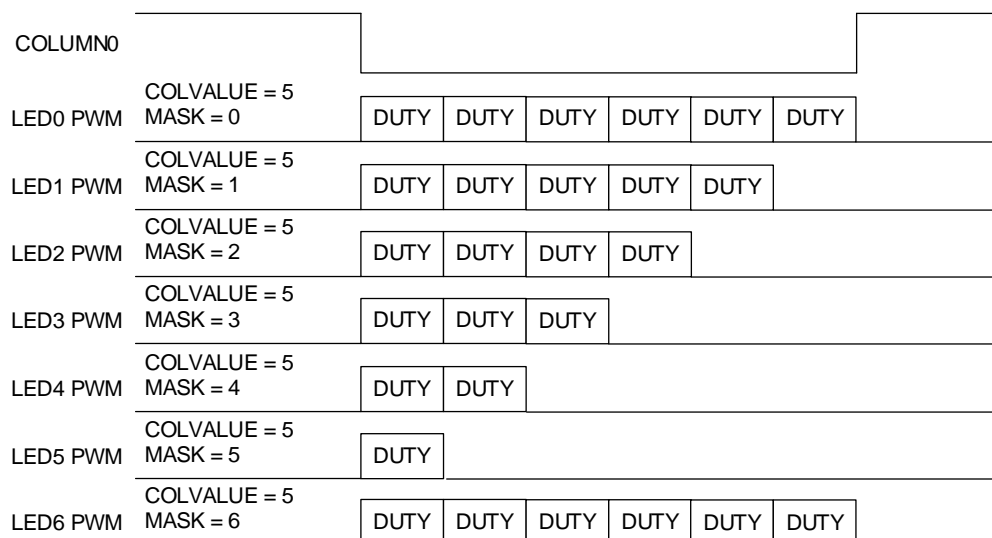 COLUMN0
COLVALUE = 5
LED0 PWM MASK = 0 DUTY DUTY DUTY DUTY DUTY DUTY
COLVALUE = 5
LED1 PWM MASK = 1 DUTY DUTY DUTY DUTY DUTY
COLVALUE = 5
LED2 PWM MASK = 2 DUTY DUTY DUTY DUTY
COLVALUE = 5
LED3 PWM MASK = 3 DUTY DUTY DUTY
COLVALUE = 5
LED4 PWM MASK = 4 DUTY DUTY
COLVALUE = 5
LED5 PWM MASK = 5 DUTY
COLVALUE = 5
LED6 PWM MASK = 6 DUTY DUTY DUTY DUTY DUTY DUTY